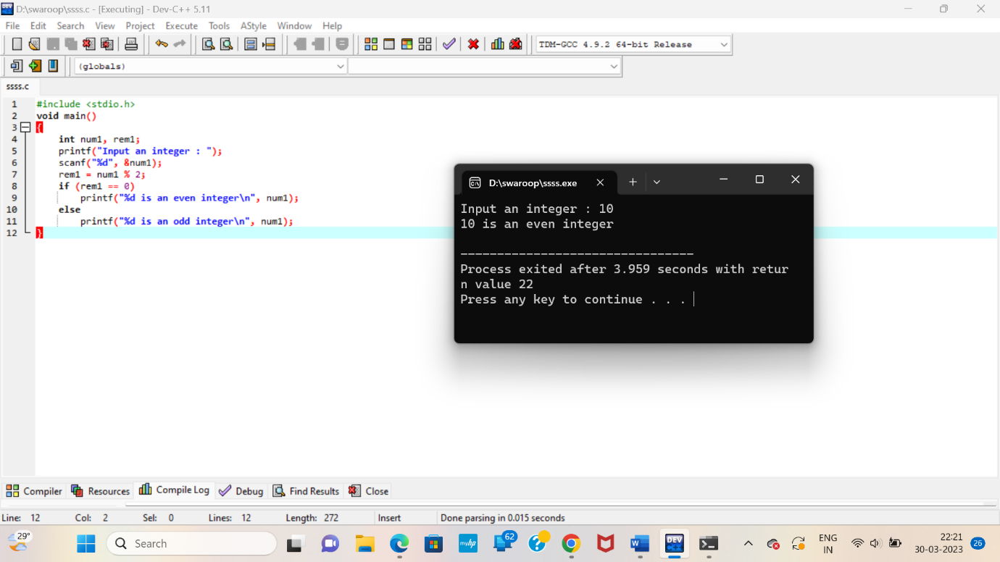 D:\swaroop\ssss.c - [Executing] - Dev-C++ 5.11
File Edit Search View Project Execute Tools AStyle Window Help
TDM-GCC 4.9.2 64-bit Release
(globals)
ssss.c
1 #include <stdio.h>
2 void main()
3 {
4 int num1, rem1;
5 printf("Input an integer : ");
6 scanf("%d", &num1);
7 rem1 = num1 % 2;
8 if (rem1 == 0)
9 printf("%d is an even integer\n", num1);
10 else
11 printf("%d is an odd integer\n", num1);
12 }
D:\swaroop\ssss.exe
Input an integer : 10
10 is an even integer
--------------------------------
Process exited after 3.959 seconds with retur
n value 22
Press any key to continue . . .
Compiler Resources Compile Log Debug Find Results Close
Line: 12 Col: 2 Sel: 0 Lines: 12 Length: 272 Insert Done parsing in 0.015 seconds
29°
Search
myhp
62
W
DEV
C++
ENG
IN
22:21
30-03-2023
26